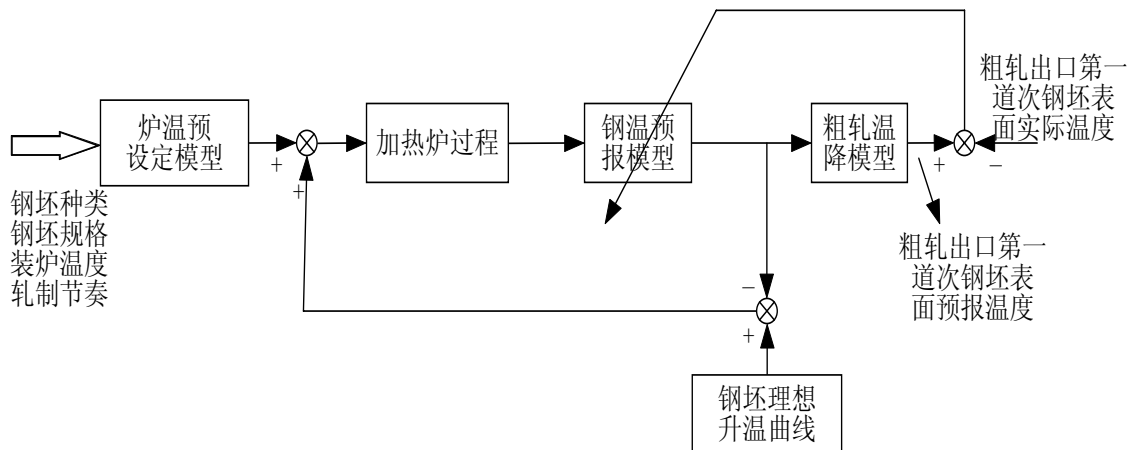 粗轧出口第一
道次钢坯表
面实际温度
炉温预
设定模型
加热炉过程
钢温预
报模型
粗轧温
降模型
+
+
+
−
钢坯种类
钢坯规格
装炉温度
轧制节奏
粗轧出口第一
道次钢坯表
面预报温度
−
+
钢坯理想
升温曲线